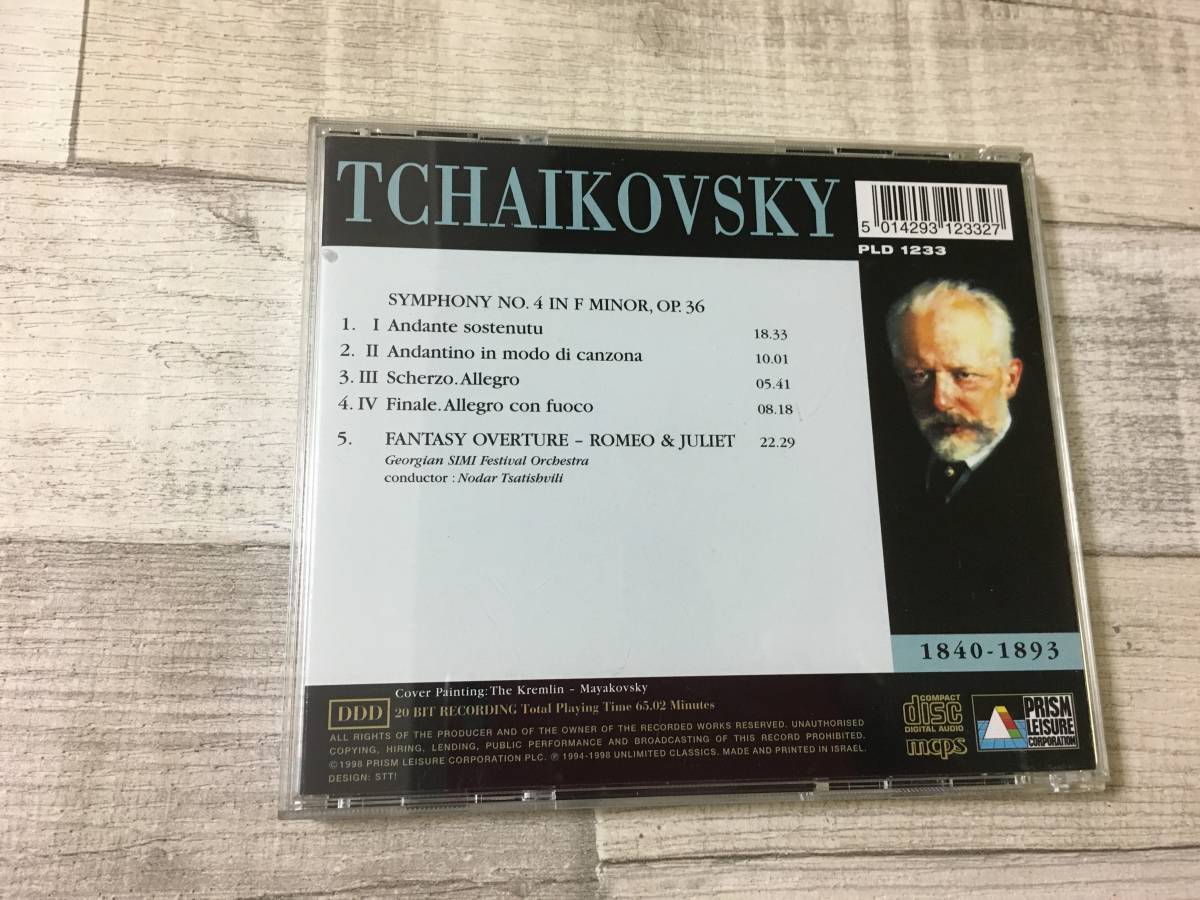 TCHAIKOVSKY
5 014293 123327
PLD 1233
SYMPHONY NO. 4 IN F MINOR, OP. 36
1. I Andante sostenutu 18.33
2. II Andantino in modo di canzona 10.01
3. III Scherzo. Allegro 05.41
4. IV Finale. Allegro con fuoco 08.18
5. FANTASY OVERTURE – ROMEO & JULIET 22.29
Georgian SIMI Festival Orchestra
conductor : Nodar Tsatishvili
1840-1893
Cover Painting: The Kremlin – Mayakovsky
DDD 20 BIT RECORDING Total Playing Time 65.02 Minutes
ALL RIGHTS OF THE PRODUCER AND OF THE OWNER OF THE RECORDED WORKS RESERVED. UNAUTHORISED
COPYING, HIRING, LENDING, PUBLIC PERFORMANCE AND BROADCASTING OF THIS RECORD PROHIBITED.
©1998 PRISM LEISURE CORPORATION PLC. ℗ 1994-1998 UNLIMITED CLASSICS. MADE AND PRINTED IN ISRAEL.
DESIGN: STT!
COMPACT
disc
DIGITAL AUDIO
mcps
PRISM
LEISURE
CORPORATION